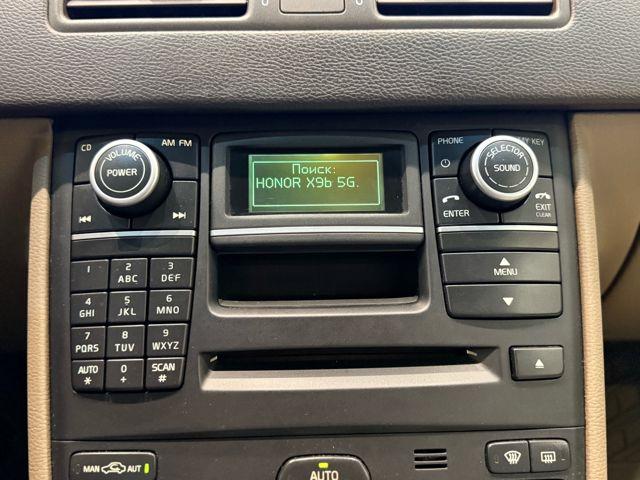 CD
AM FM
VOLUME
POWER
Поиск:
HONOR X9b 5G.
PHONE
MY KEY
SELECTOR
SOUND
ENTER
EXIT
CLEAR
MENU
1
2
ABC
3
DEF
4
GHI
5
JKL
6
MNO
7
PQRS
8
TUV
9
WXYZ
AUTO
*
0
+
SCAN
#
MAN AUT
AUTO